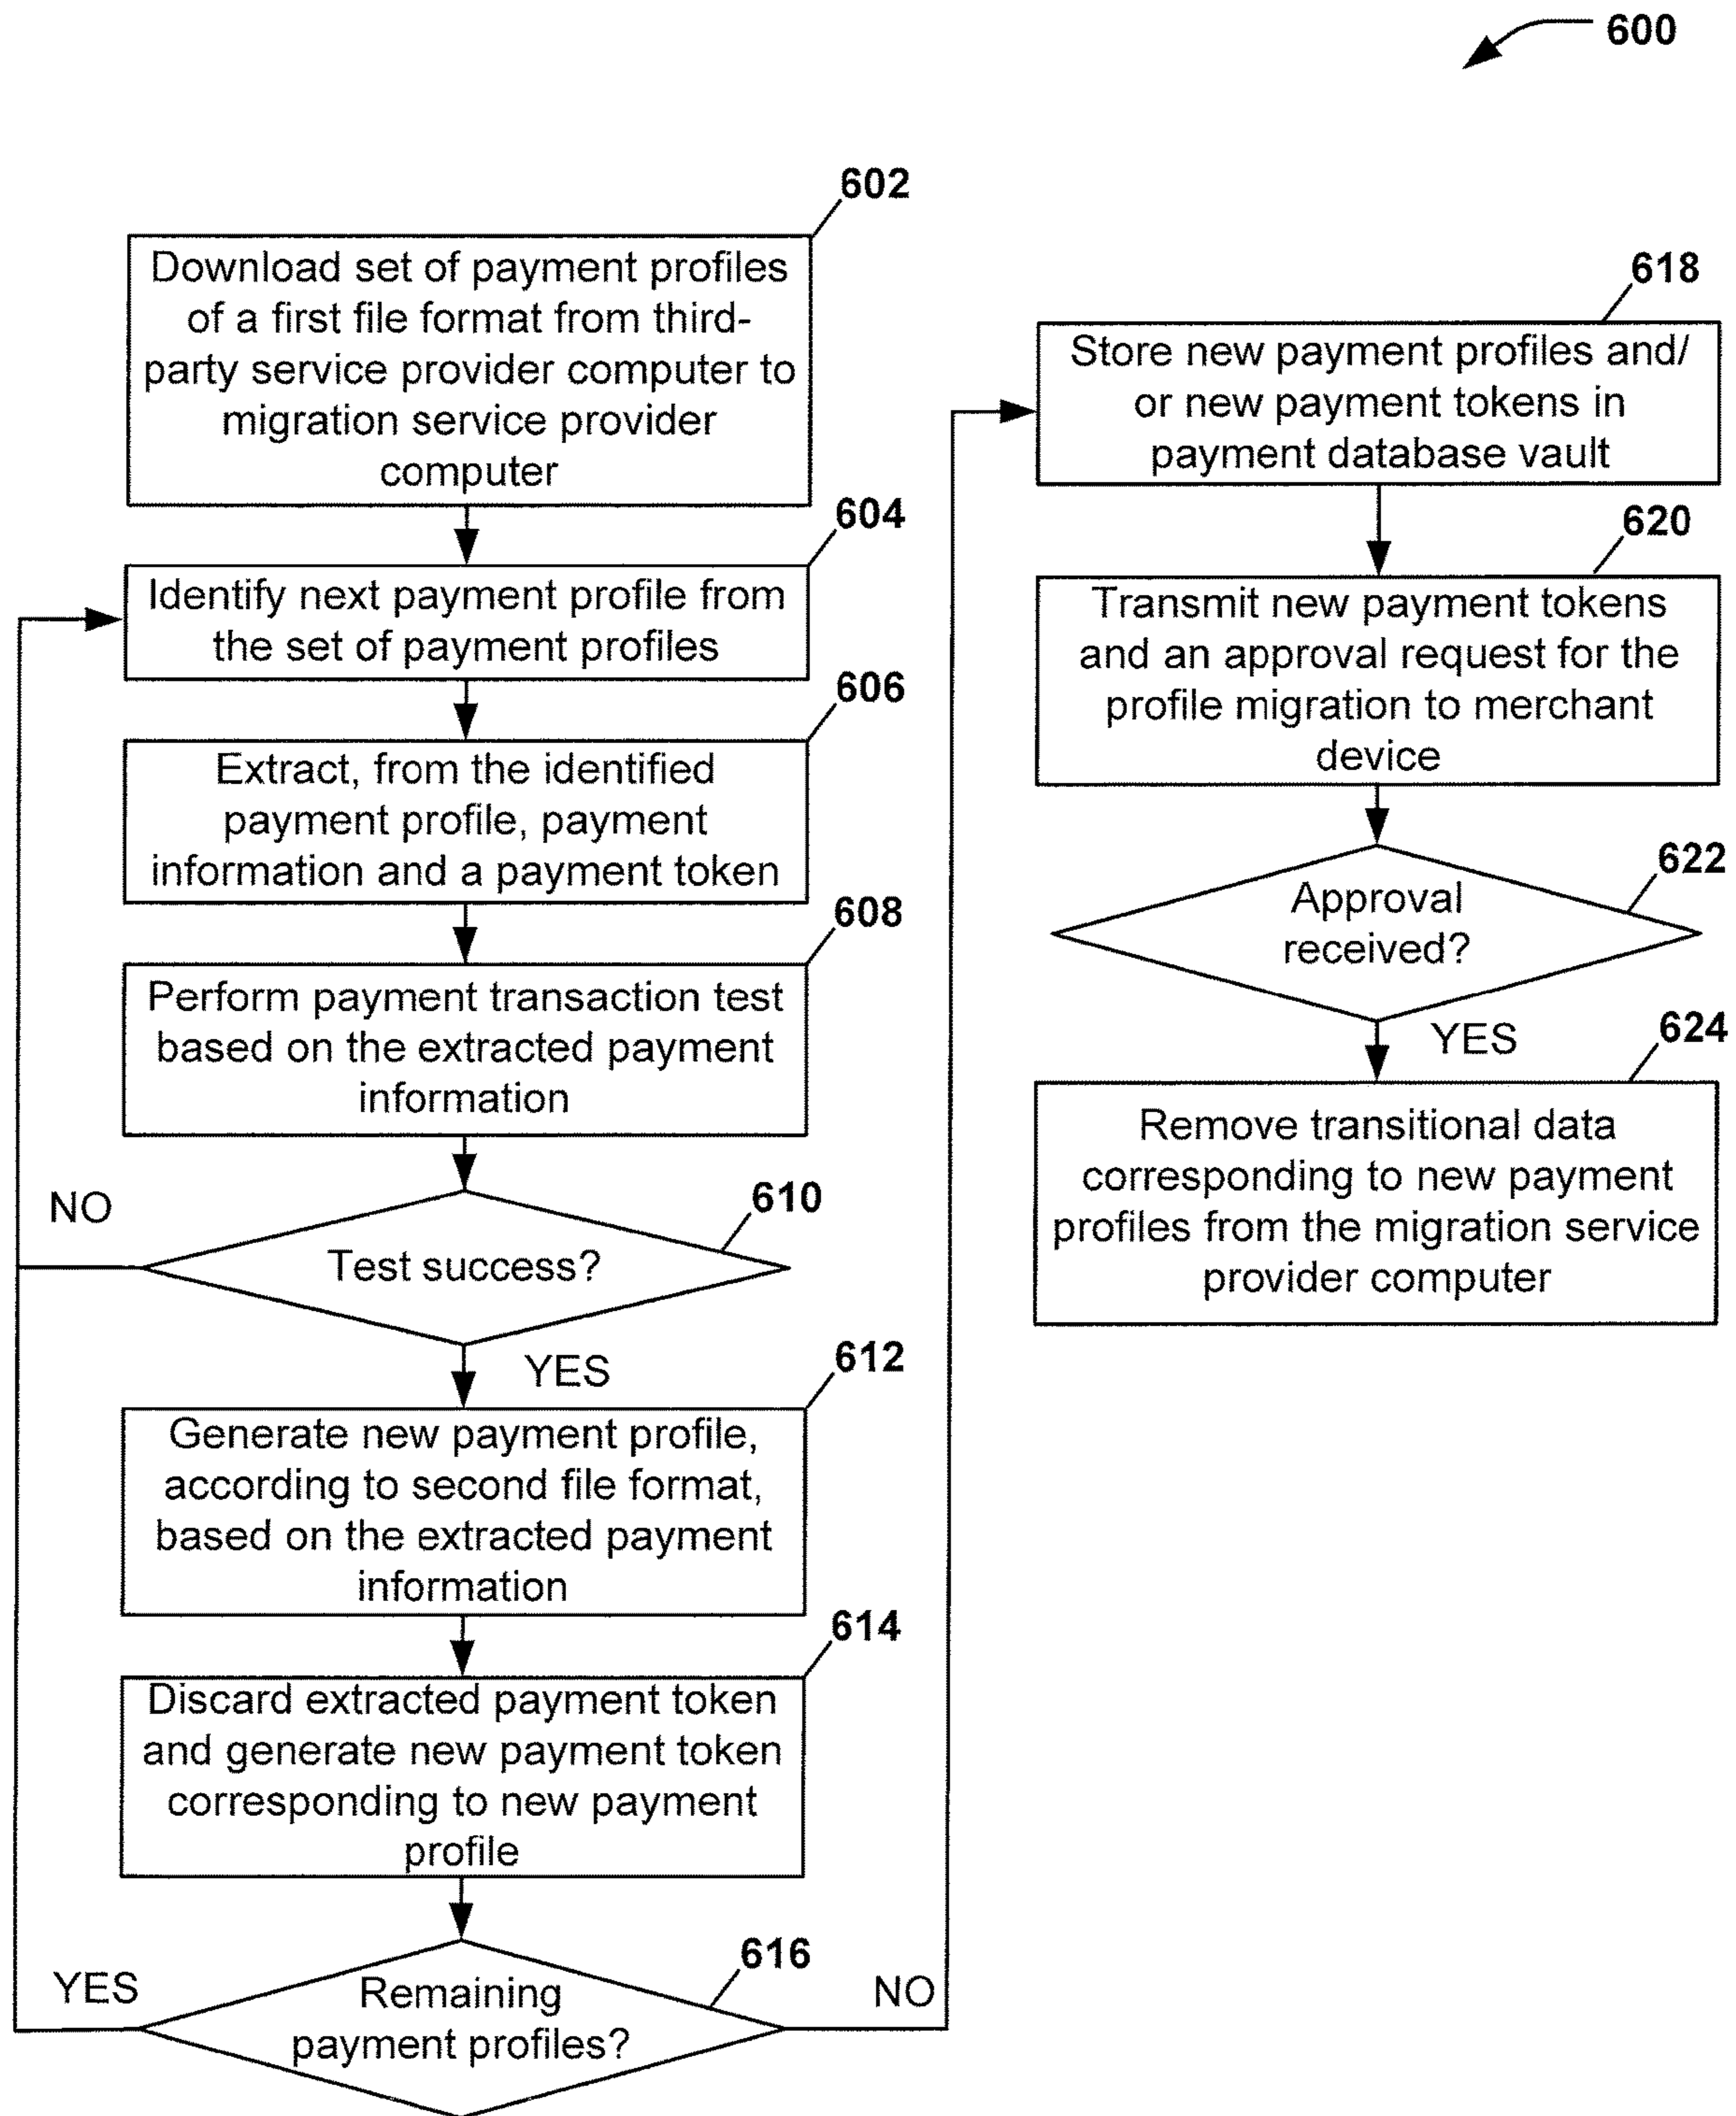 600
602
Download set of payment profiles
of a first file format from third-
party service provider computer to
migration service provider
computer
604
Identify next payment profile from
the set of payment profiles
606
Extract, from the identified
payment profile, payment
information and a payment token
608
Perform payment transaction test
based on the extracted payment
information
610
NO
Test success?
YES
612
Generate new payment profile,
according to second file format,
based on the extracted payment
information
614
Discard extracted payment token
and generate new payment token
corresponding to new payment
profile
616
YES
Remaining
payment profiles?
NO
618
Store new payment profiles and/
or new payment tokens in
payment database vault
620
Transmit new payment tokens
and an approval request for the
profile migration to merchant
device
622
Approval
received?
YES
624
Remove transitional data
corresponding to new payment
profiles from the migration service
provider computer